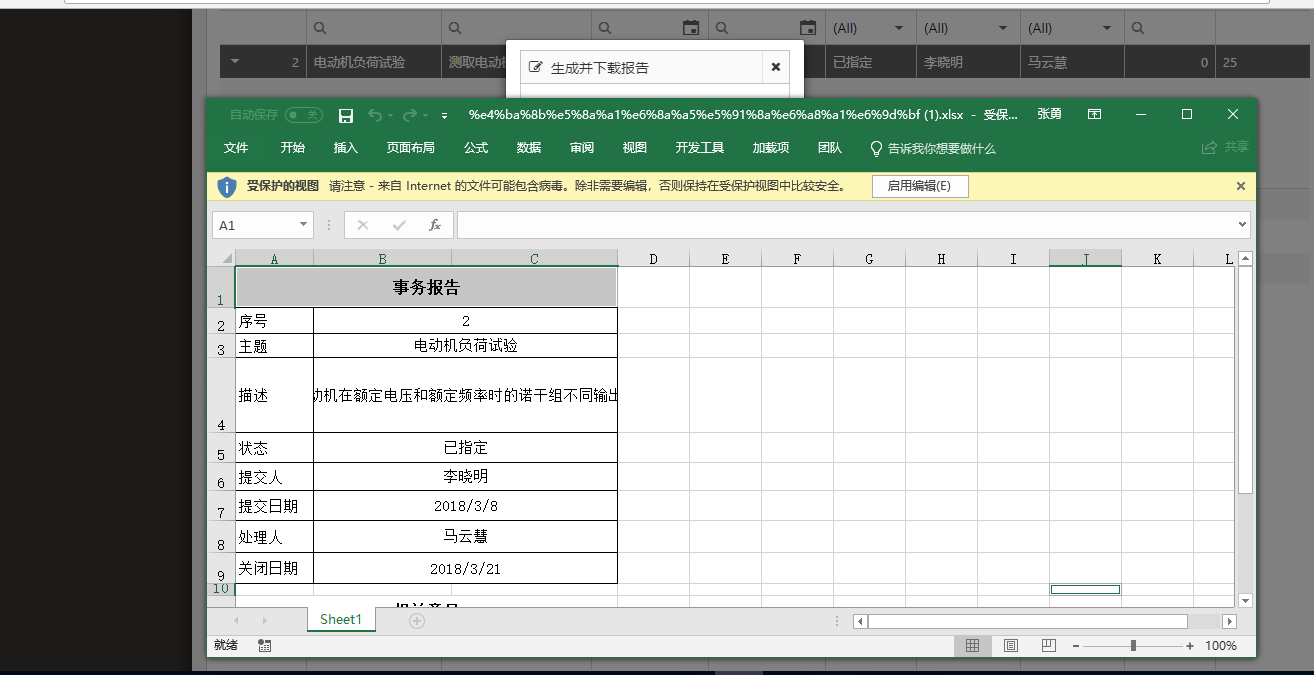 (All) (All) (All)
2 电动机负荷试验 测取电动 已指定 李晓明 马云慧 0 25
生成并下载报告
自动保存 关 %e4%ba%8b%e5%8a%a1%e6%8a%a5%e5%91%8a%e6%a8%a1%e6%9d%bf (1).xlsx - 受保... 张勇
文件 开始 插入 页面布局 公式 数据 审阅 视图 开发工具 加载项 团队 告诉我你想要做什么 共享
受保护的视图 请注意 - 来自 Internet 的文件可能包含病毒。除非需要编辑，否则保持在受保护视图中比较安全。 启用编辑(E)
A1 fx
A B C D E F G H I J K L
1 事务报告
2 序号 2
3 主题 电动机负荷试验
4 描述 动机在额定电压和额定频率时的诺干组不同输出
5 状态 已指定
6 提交人 李晓明
7 提交日期 2018/3/8
8 处理人 马云慧
9 关闭日期 2018/3/21
10
Sheet1
就绪 100%